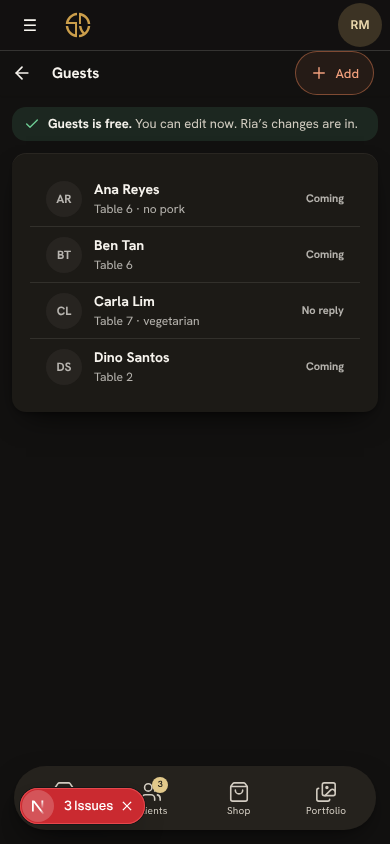 RM
Guests
Add
Guests is free. You can edit now. Ria's changes are in.
AR
Ana Reyes
Table 6 · no pork
Coming
BT
Ben Tan
Table 6
Coming
CL
Carla Lim
Table 7 · vegetarian
No reply
DS
Dino Santos
Table 2
Coming
3
Shop
Portfolio
N
3 Issues